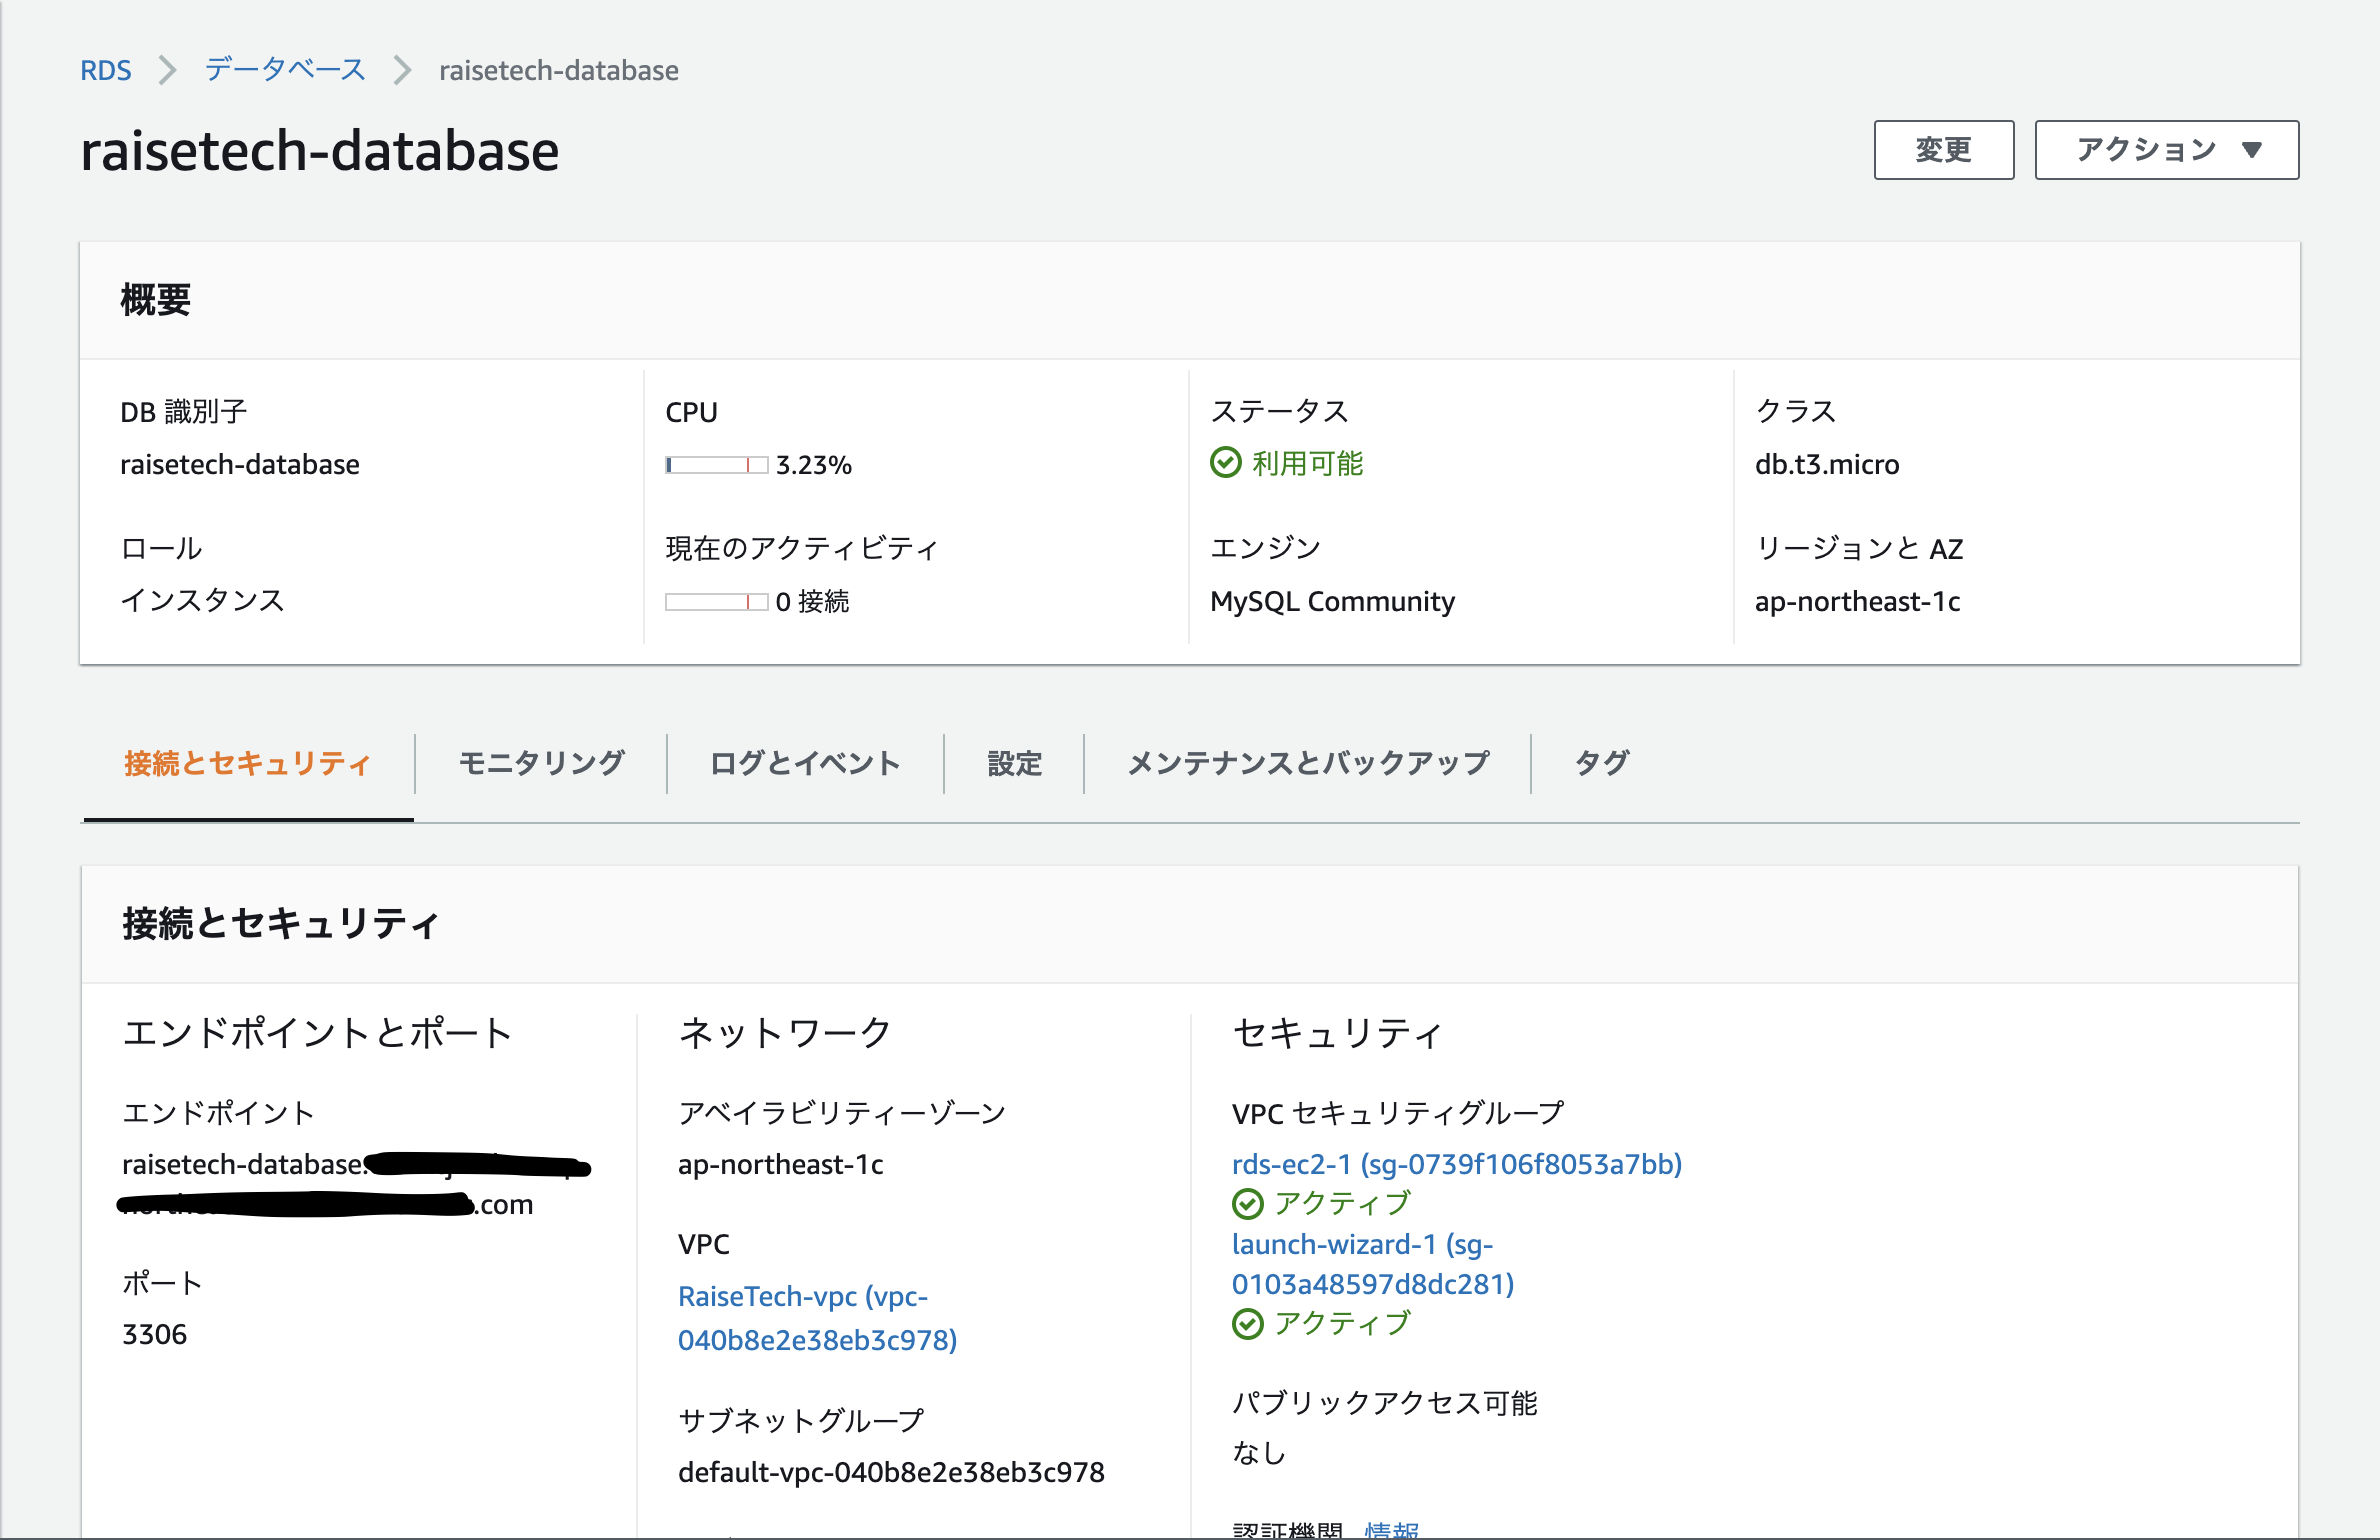 RDS > データベース > raisetech-database
raisetech-database
変更
アクション ▼
概要
DB 識別子
raisetech-database
CPU
3.23%
ステータス
利用可能
クラス
db.t3.micro
ロール
インスタンス
現在のアクティビティ
0 接続
エンジン
MySQL Community
リージョンと AZ
ap-northeast-1c
接続とセキュリティ
モニタリング
ログとイベント
設定
メンテナンスとバックアップ
タグ
接続とセキュリティ
エンドポイントとポート
エンドポイント
raisetech-database.
.com
ポート
3306
ネットワーク
アベイラビリティーゾーン
ap-northeast-1c
VPC
RaiseTech-vpc (vpc-
040b8e2e38eb3c978)
サブネットグループ
default-vpc-040b8e2e38eb3c978
セキュリティ
VPC セキュリティグループ
rds-ec2-1 (sg-0739f106f8053a7bb)
アクティブ
launch-wizard-1 (sg-
0103a48597d8dc281)
アクティブ
パブリックアクセス可能
なし
認証機関 情報